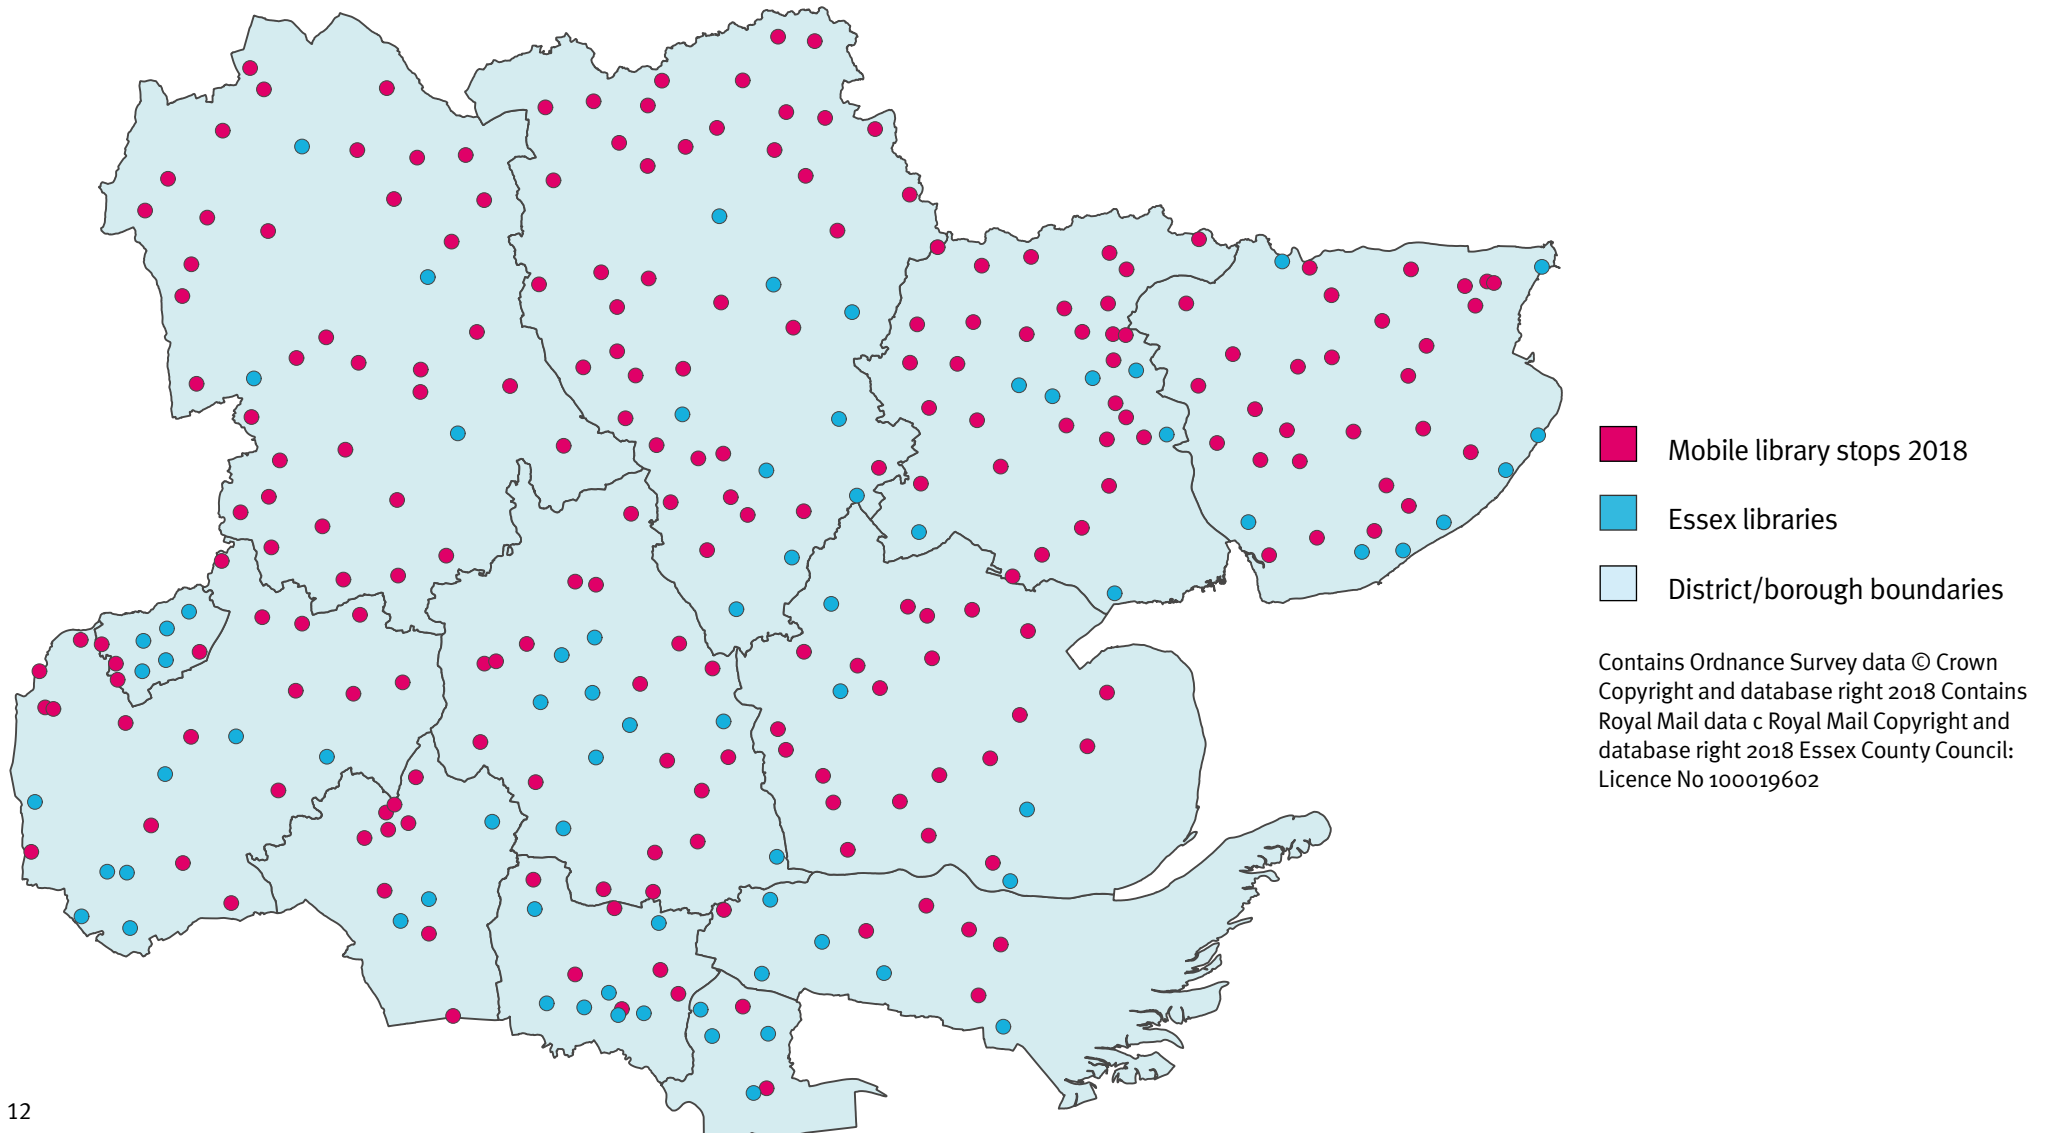 Mobile library stops 2018
Essex libraries
District/borough boundaries
Contains Ordnance Survey data © Crown
Copyright and database right 2018 Contains
Royal Mail data c Royal Mail Copyright and
database right 2018 Essex County Council:
Licence No 100019602
12